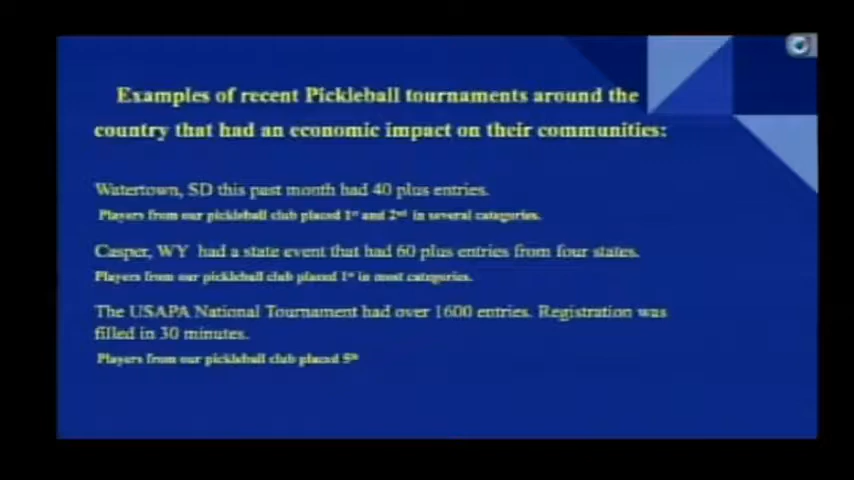 Examples of recent Pickleball tournaments around the
country that had an economic impact on their communities:
Watertown, SD this past month had 40 plus entries.
Players from our pickleball club placed 1st and 2nd in several categories.
Casper, WY had a state event that had 60 plus entries from four states.
Players from our pickleball club placed 1st in most categories.
The USAPA National Tournament had over 1600 entries. Registration was
filled in 30 minutes.
Players from our pickleball club placed 5th